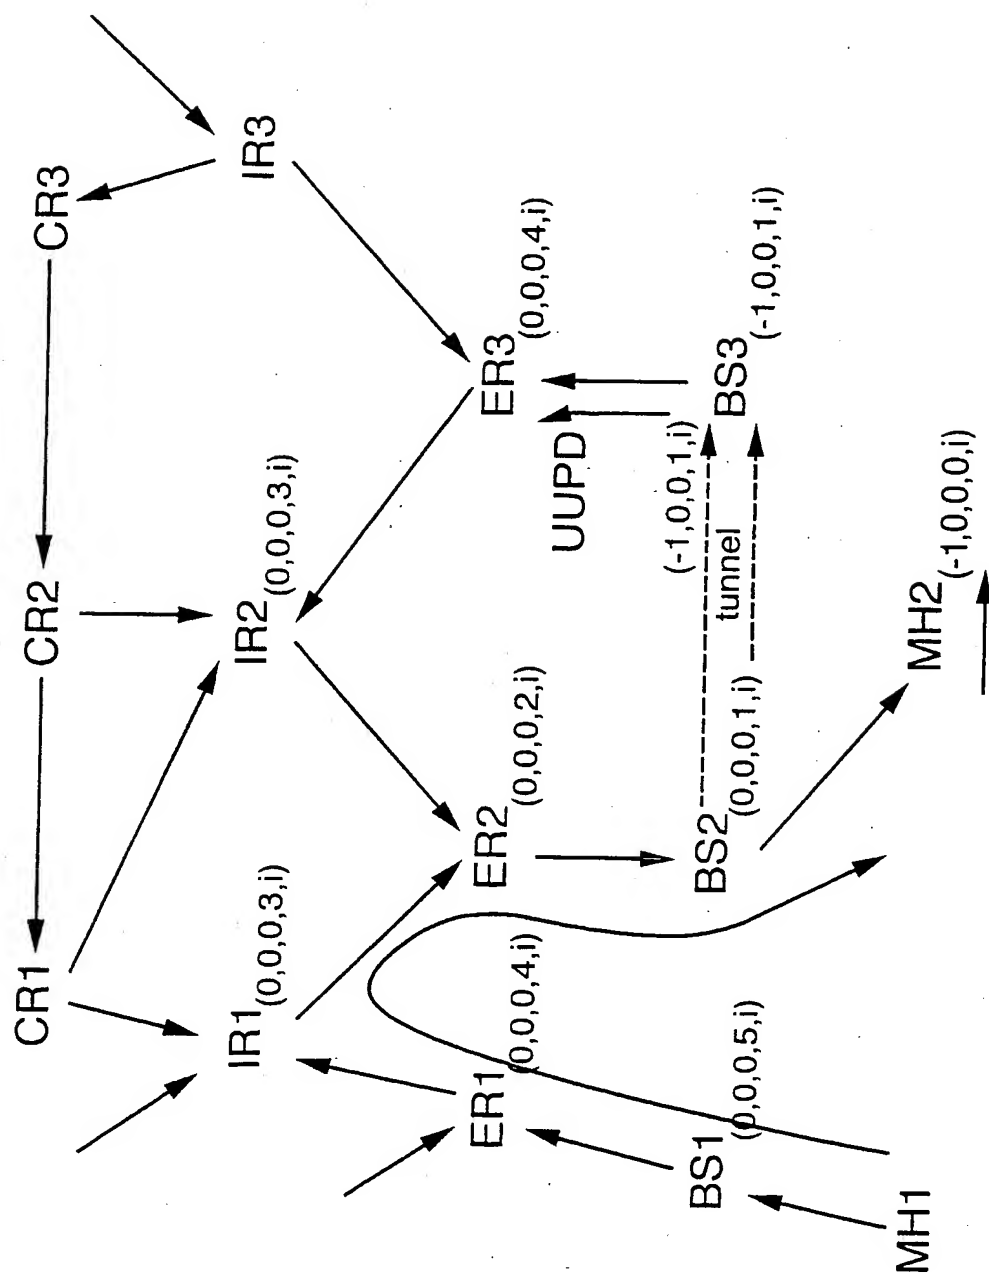 CR1
CR2
CR3
IR1(0,0,0,3,i)
IR2(0,0,0,3,i)
IR3
ER1(0,0,0,4,i)
ER2(0,0,0,2,i)
ER3(0,0,0,4,i)
UUPD
BS1(0,0,0,5,i)
BS2(0,0,0,1,i)
(-1,0,0,1,i)
tunnel
BS3(-1,0,0,1,i)
MH1
MH2(-1,0,0,0,i)